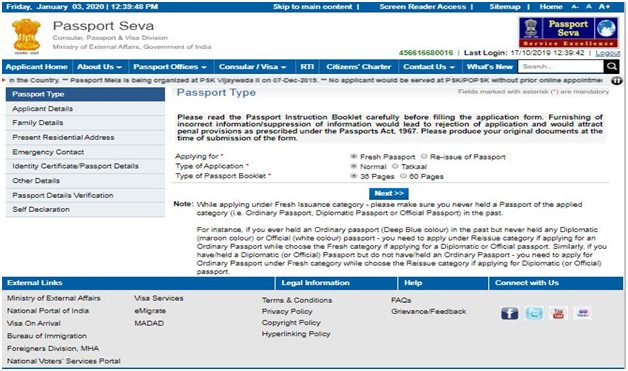 Friday, January 03, 2020 | 12:39:48 PM
Skip to main content | Screen Reader Access | Sitemap | Home A- A A+
Passport Seva
Consular, Passport & Visa Division
Ministry of External Affairs, Government of India
Passport Seva
Service Excellence
456616680016 | Last Login: 17/10/2019 12:39:42 | Logout
Applicant Home About Us Passport Offices Consular / Visa RTI Citizens' Charter Contact Us What's New Search...
in the Country. ** Passport Mela is being organized at PSK Vijaywada II on 07-Dec-2019. ** No applicant would be served at PSK/POPSK without prior online appointme
Passport Type
Applicant Details
Family Details
Present Residential Address
Emergency Contact
Identity Certificate/Passport Details
Other Details
Passport Details Verification
Self Declaration
Passport Type
Fields marked with asterisk (*) are mandatory
Please read the Passport Instruction Booklet carefully before filling the application form. Furnishing of
incorrect information/suppression of information would lead to rejection of application and would attract
penal provisions as prescribed under the Passports Act, 1967. Please produce your original documents at the
time of submission of the form.
Applying for * Fresh Passport Re-issue of Passport
Type of Application * Normal Tatkaal
Type of Passport Booklet * 36 Pages 60 Pages
Next >>
Note: While applying under Fresh Issuance category - please make sure you never held a Passport of the applied
category (i.e. Ordinary Passport, Diplomatic Passport or Official Passport) in the past.
For instance, if you ever held an Ordinary passport (Deep Blue colour) in the past but never held any Diplomatic
(maroon colour) or Official (white colour) passport - you need to apply under Reissue category if applying for an
Ordinary Passport while choose the Fresh category if applying for a Diplomatic or Official passport. Similarly, if you
have/held a Diplomatic (or Official) Passport but do not have/held an Ordinary Passport - you need to apply for
Ordinary Passport under Fresh category while choose the Reissue category if applying for Diplomatic (or Official)
passport.
External Links
Ministry of External Affairs
National Portal of India
Visa On Arrival
Bureau of Immigration
Foreigners Division, MHA
National Voters' Services Portal
Visa Services
eMigrate
MADAD
Legal Information
Terms & Conditions
Privacy Policy
Copyright Policy
Hyperlinking Policy
Help
FAQs
Grievance/Feedback
Connect with Us